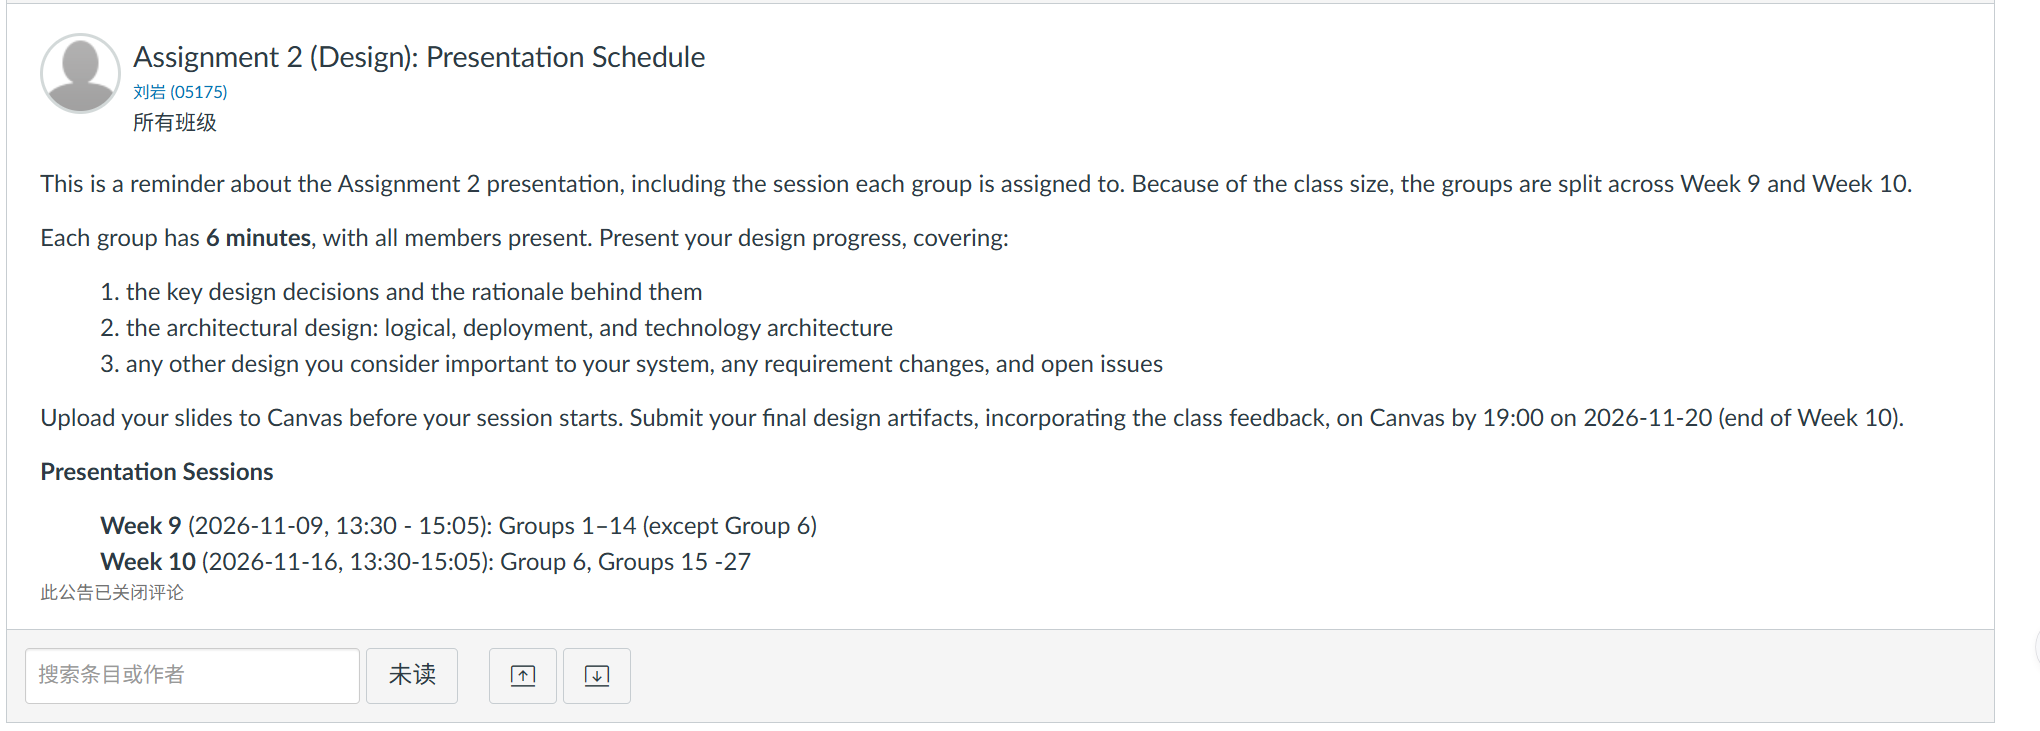 Assignment 2 (Design): Presentation Schedule
刘岩 (05175)
所有班级
This is a reminder about the Assignment 2 presentation, including the session each group is assigned to. Because of the class size, the groups are split across Week 9 and Week 10.
Each group has 6 minutes, with all members present. Present your design progress, covering:
1. the key design decisions and the rationale behind them
2. the architectural design: logical, deployment, and technology architecture
3. any other design you consider important to your system, any requirement changes, and open issues
Upload your slides to Canvas before your session starts. Submit your final design artifacts, incorporating the class feedback, on Canvas by 19:00 on 2026-11-20 (end of Week 10).
Presentation Sessions
Week 9 (2026-11-09, 13:30 - 15:05): Groups 1–14 (except Group 6)
Week 10 (2026-11-16, 13:30-15:05): Group 6, Groups 15 -27
此公告已关闭评论
搜索条目或作者 未读